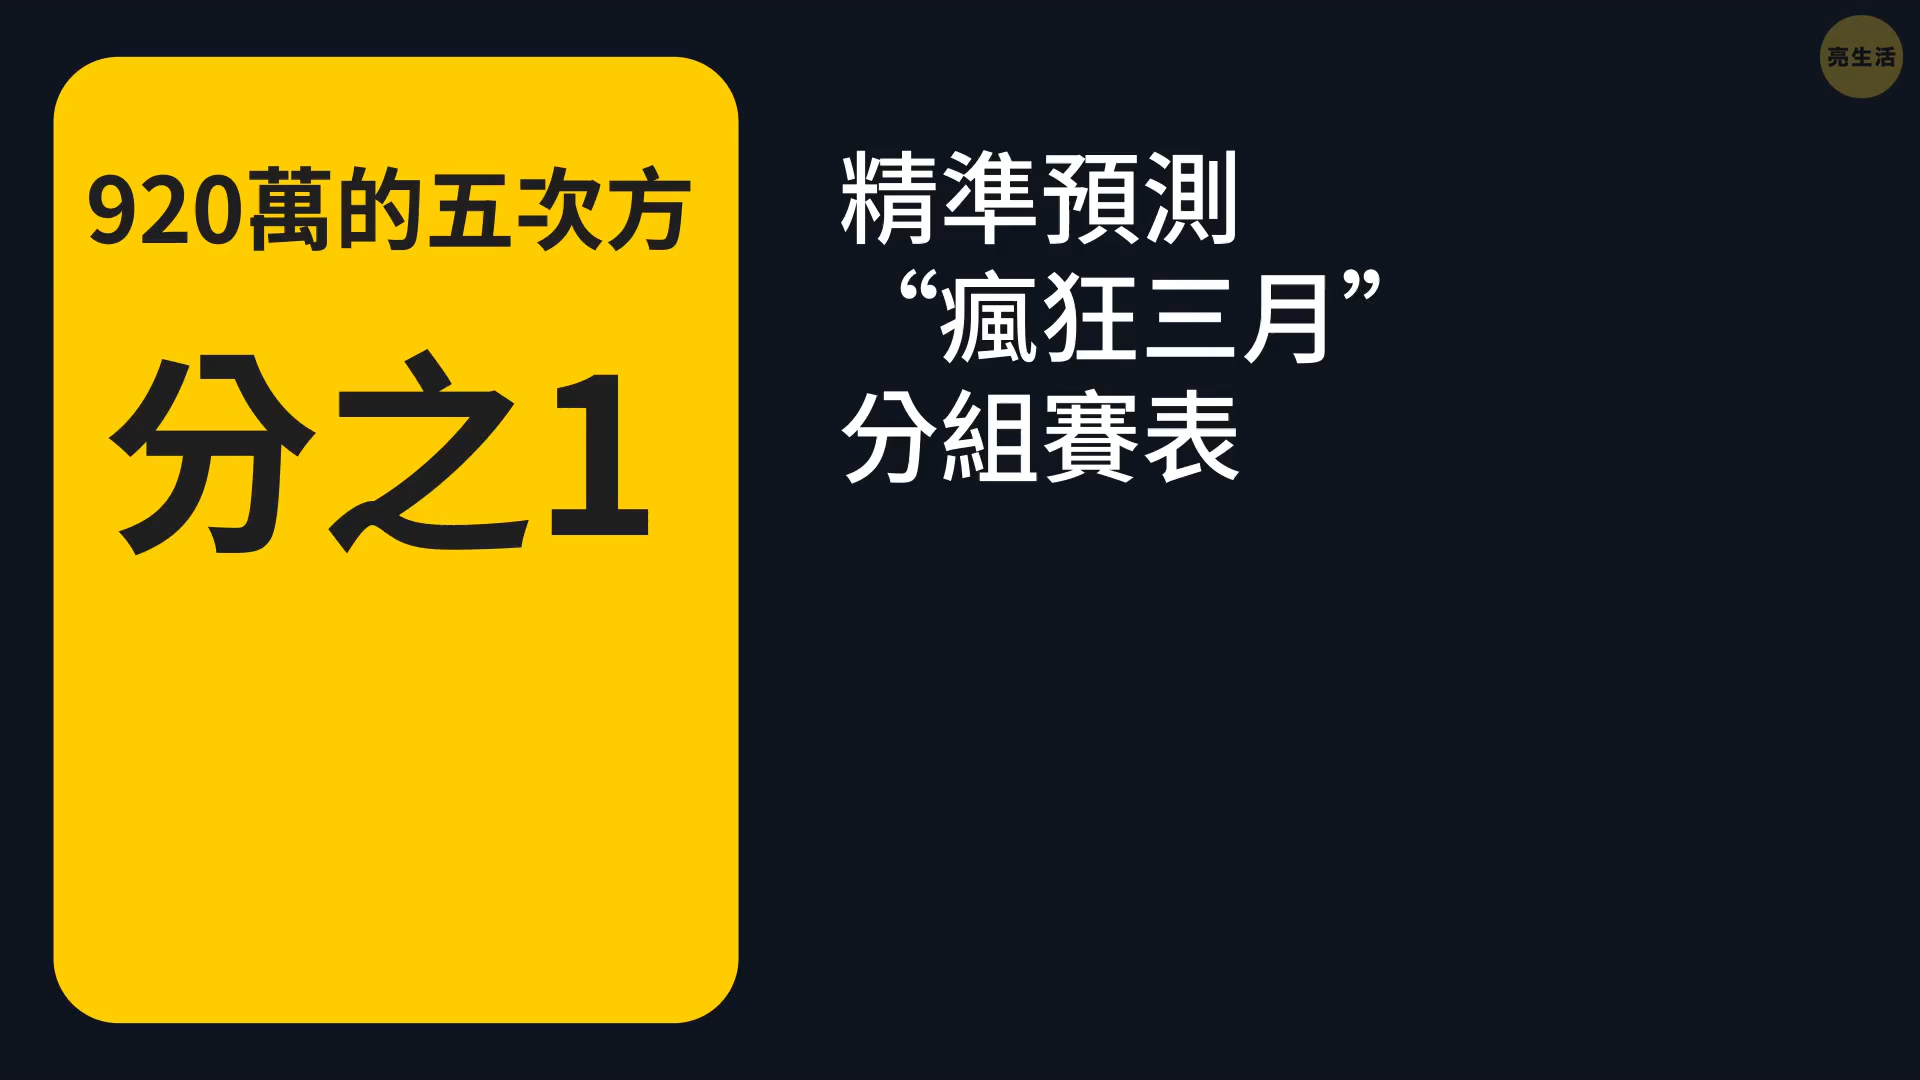 920萬的五次方
分之1
精準預測
“瘋狂三月”
分組賽表
亮生活